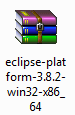 eclipse-plat
form-3.8.2-
win32-x86_
64